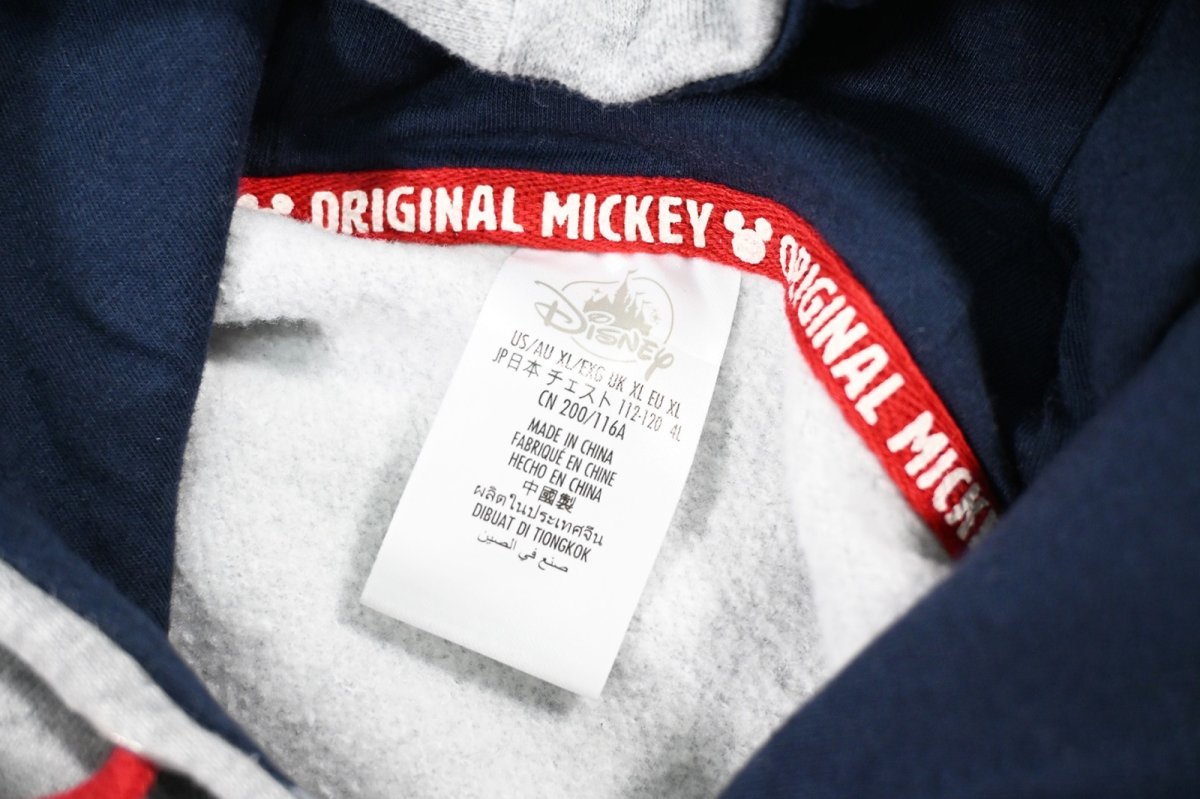 ORIGINAL MICKEY
ORIGINAL MICKEY
Disney
US/AU XL/EXG UK XL EU XL
JP日本 チェスト 112-120 4L
CN 200/116A
MADE IN CHINA
FABRIQUÉ EN CHINE
HECHO EN CHINA
中國製
ผลิตในประเทศจีน
DIBUAT DI TIONGKOK
صنع في الصين